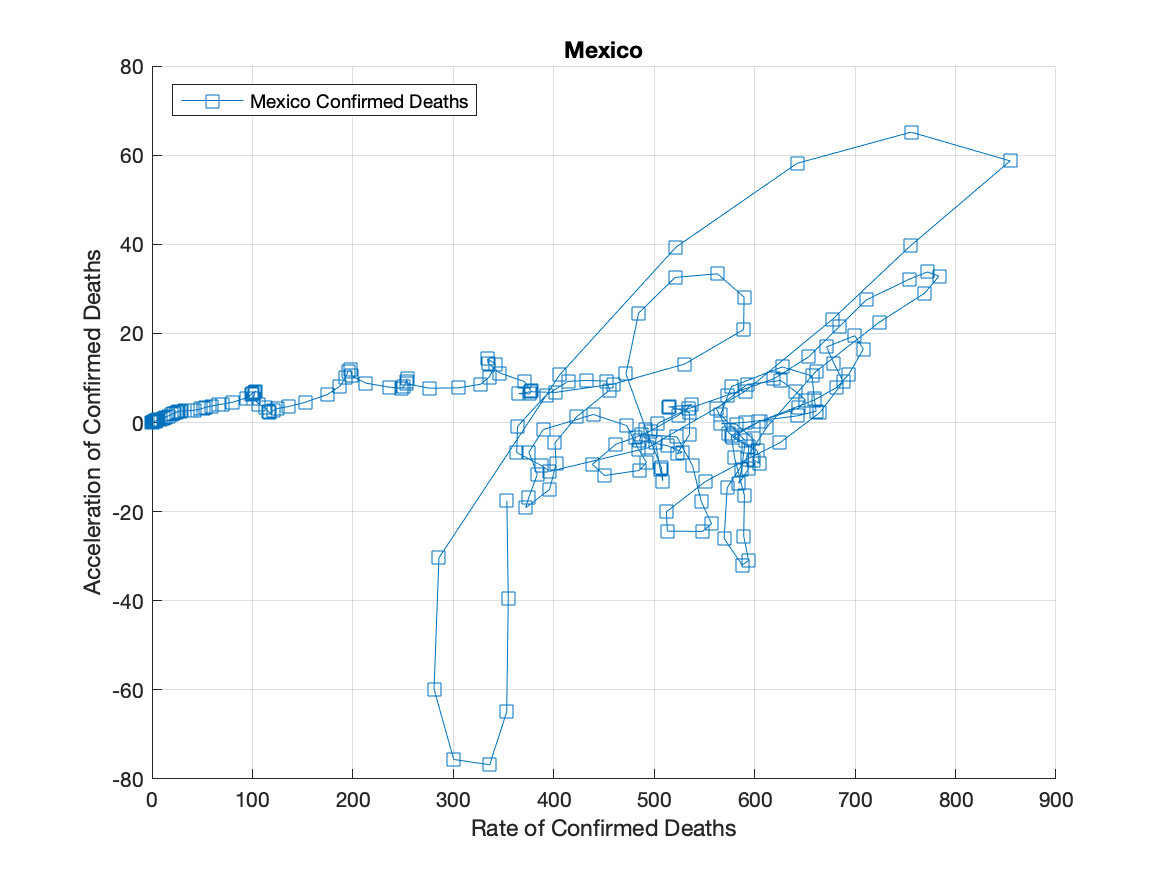 Mexico
Mexico Confirmed Deaths
80
60
40
20
0
-20
-40
-60
-80
Acceleration of Confirmed Deaths
0 100 200 300 400 500 600 700 800 900
Rate of Confirmed Deaths